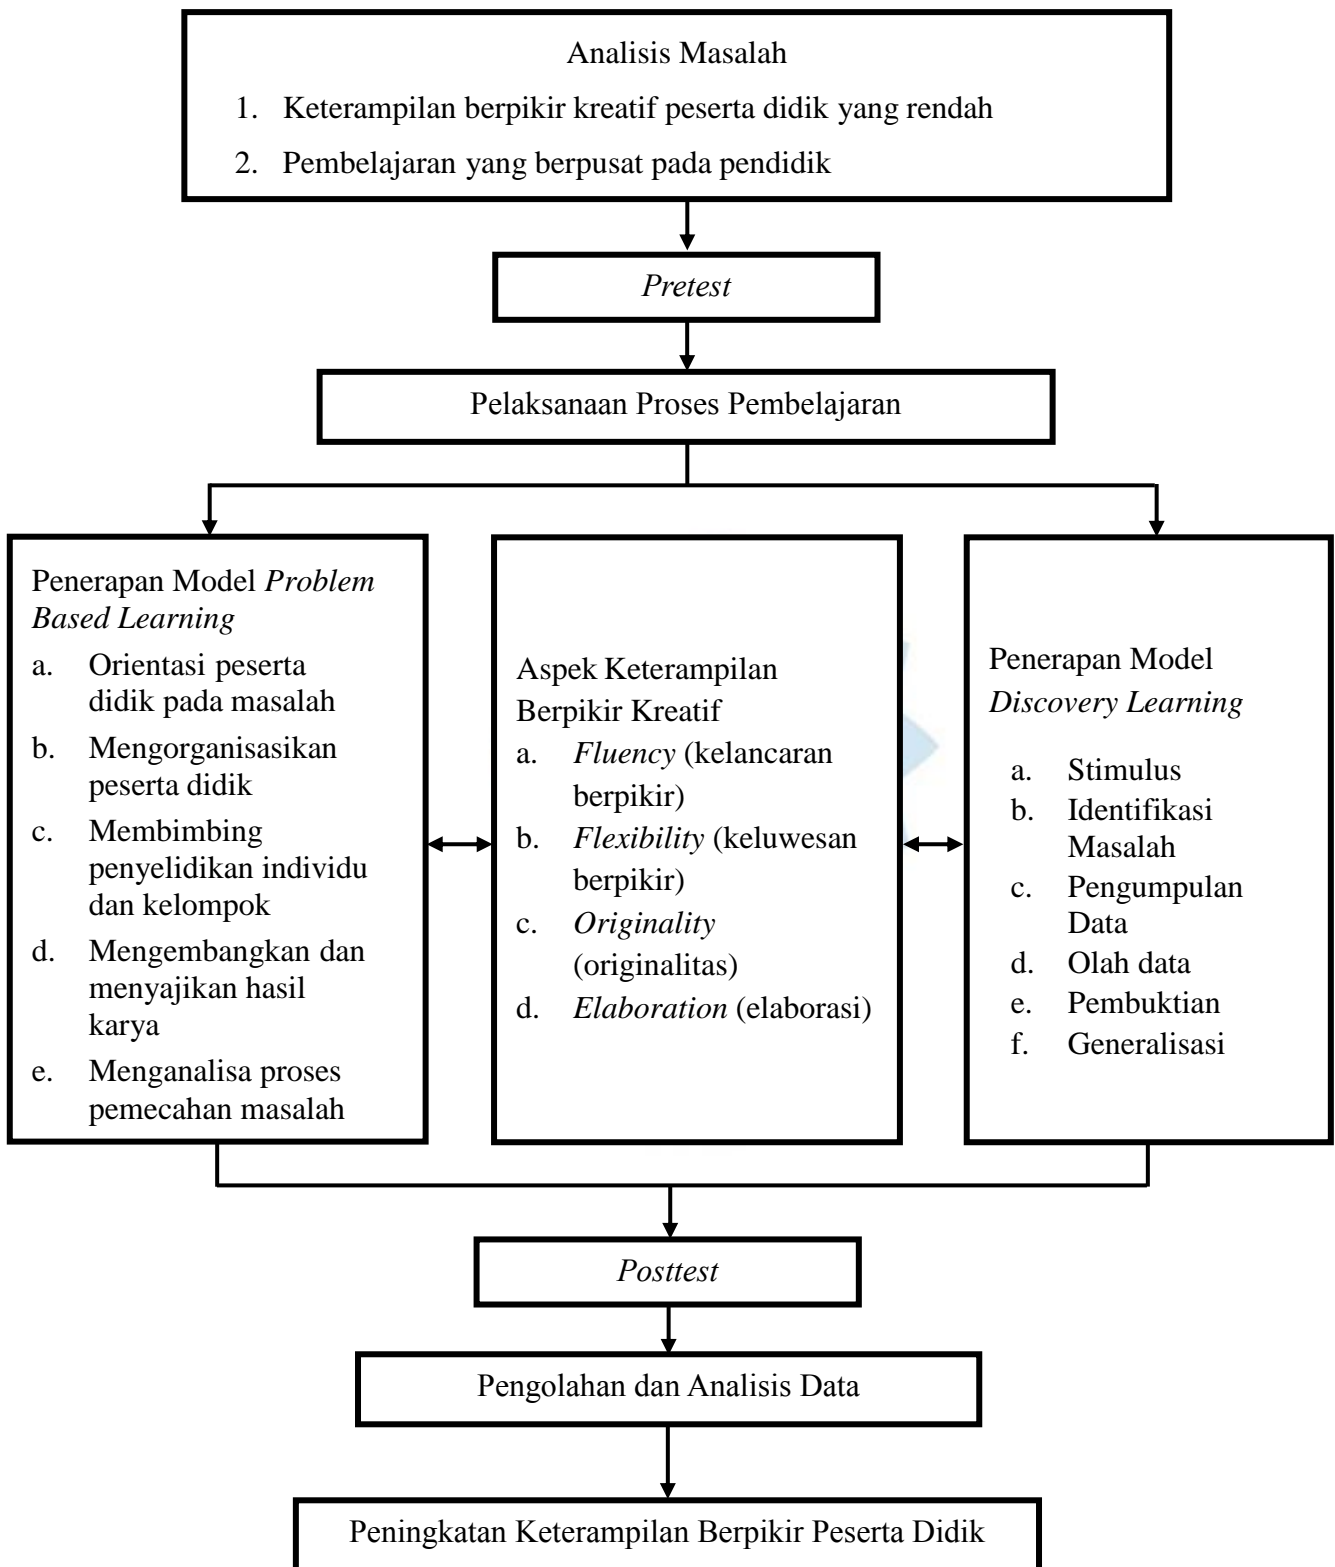 Analisis Masalah
1. Keterampilan berpikir kreatif peserta didik yang rendah
2. Pembelajaran yang berpusat pada pendidik
Pretest
Pelaksanaan Proses Pembelajaran
Penerapan Model Problem
Based Learning
a. Orientasi peserta
didik pada masalah
b. Mengorganisasikan
peserta didik
c. Membimbing
penyelidikan individu
dan kelompok
d. Mengembangkan dan
menyajikan hasil
karya
e. Menganalisa proses
pemecahan masalah
Aspek Keterampilan
Berpikir Kreatif
a. Fluency (kelancaran
berpikir)
b. Flexibility (keluwesan
berpikir)
c. Originality
(originalitas)
d. Elaboration (elaborasi)
Penerapan Model
Discovery Learning
a. Stimulus
b. Identifikasi
Masalah
c. Pengumpulan
Data
d. Olah data
e. Pembuktian
f. Generalisasi
Posttest
Pengolahan dan Analisis Data
Peningkatan Keterampilan Berpikir Peserta Didik